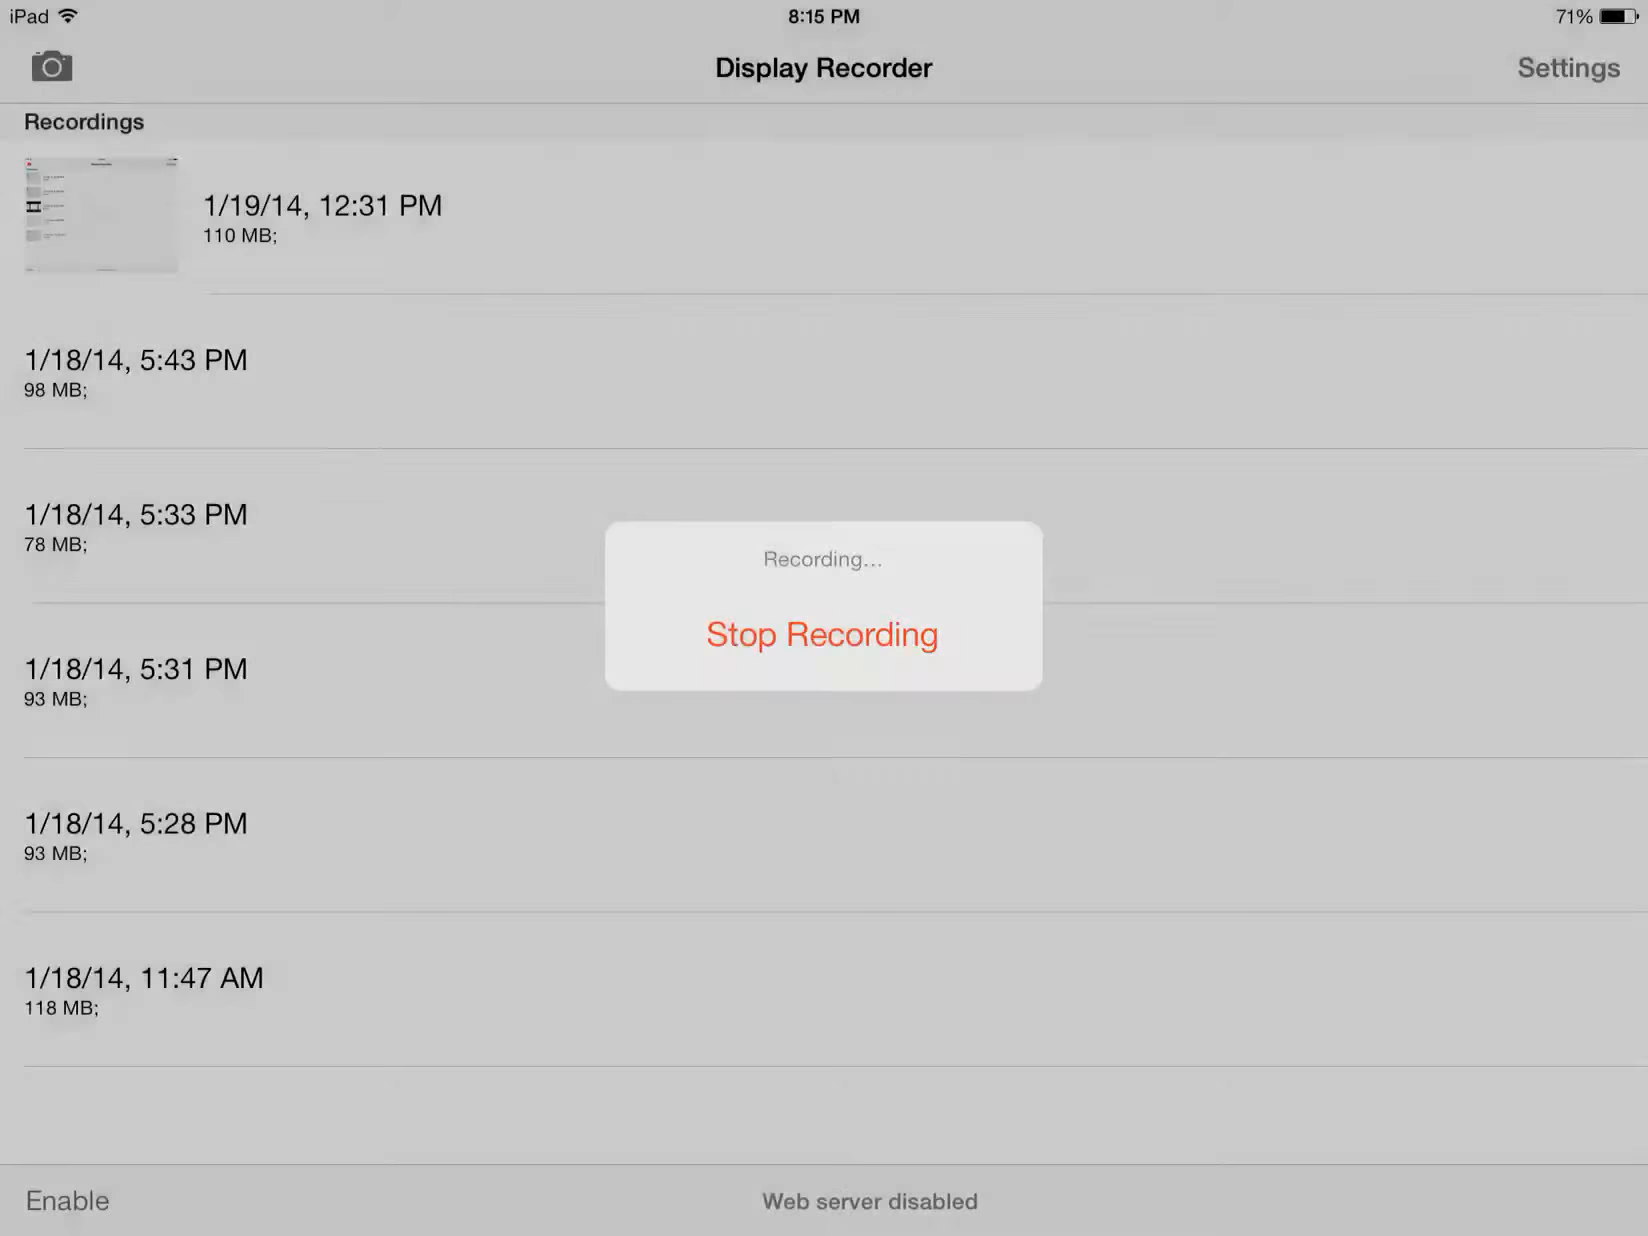 iPad
8:15 PM
71%
Display Recorder
Settings
Recordings
1/19/14, 12:31 PM
110 MB;
1/18/14, 5:43 PM
98 MB;
1/18/14, 5:33 PM
78 MB;
Recording...
Stop Recording
1/18/14, 5:31 PM
93 MB;
1/18/14, 5:28 PM
93 MB;
1/18/14, 11:47 AM
118 MB;
Enable
Web server disabled